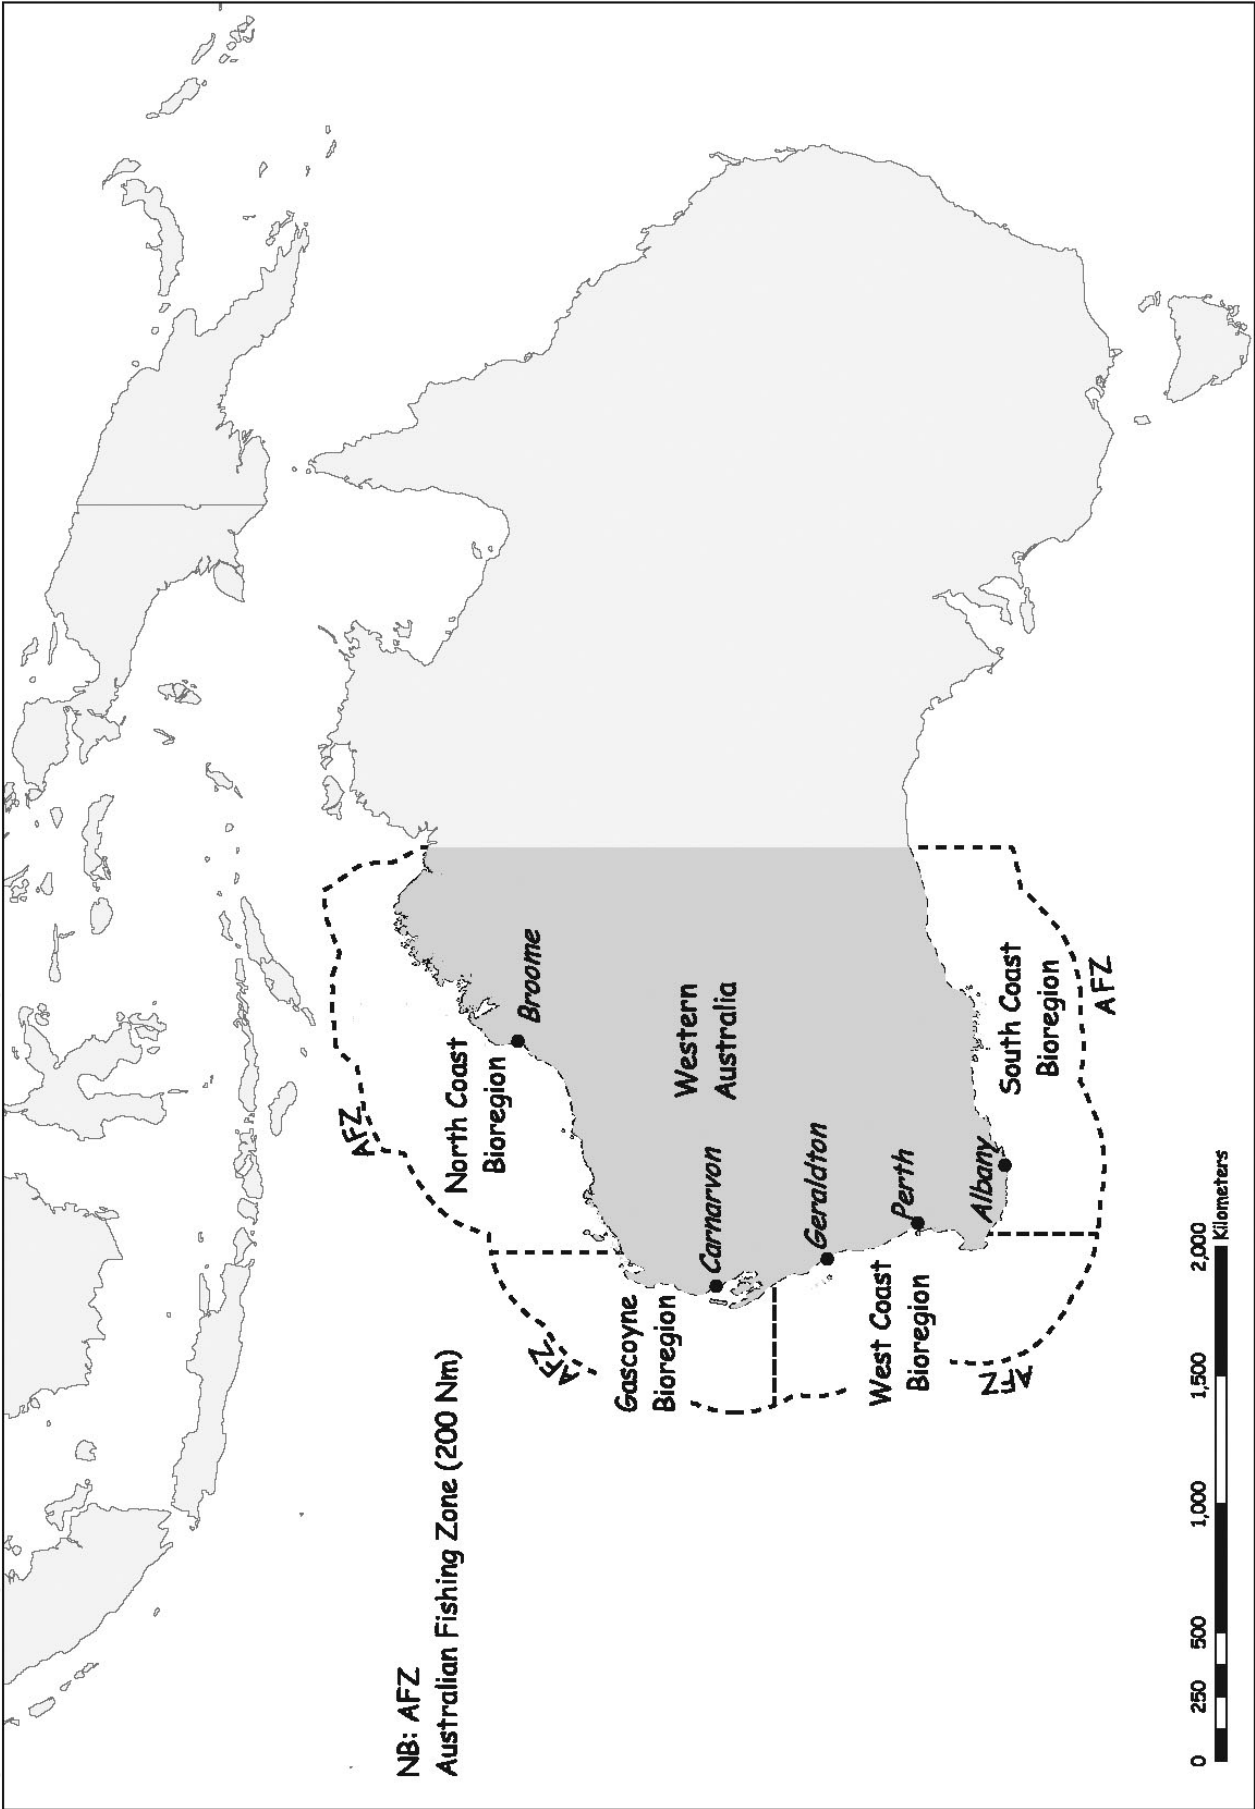 NB: AFZ
Australian Fishing Zone (200 Nm)
AFZ
North Coast
Bioregion
Broome
AFZ
Gascoyne
Bioregion
Carnarvon
Western
Australia
Geraldton
West Coast
Bioregion
Perth
AFZ
Albany
South Coast
Bioregion
AFZ
0 250 500 1,000 1,500 2,000
Kilometers